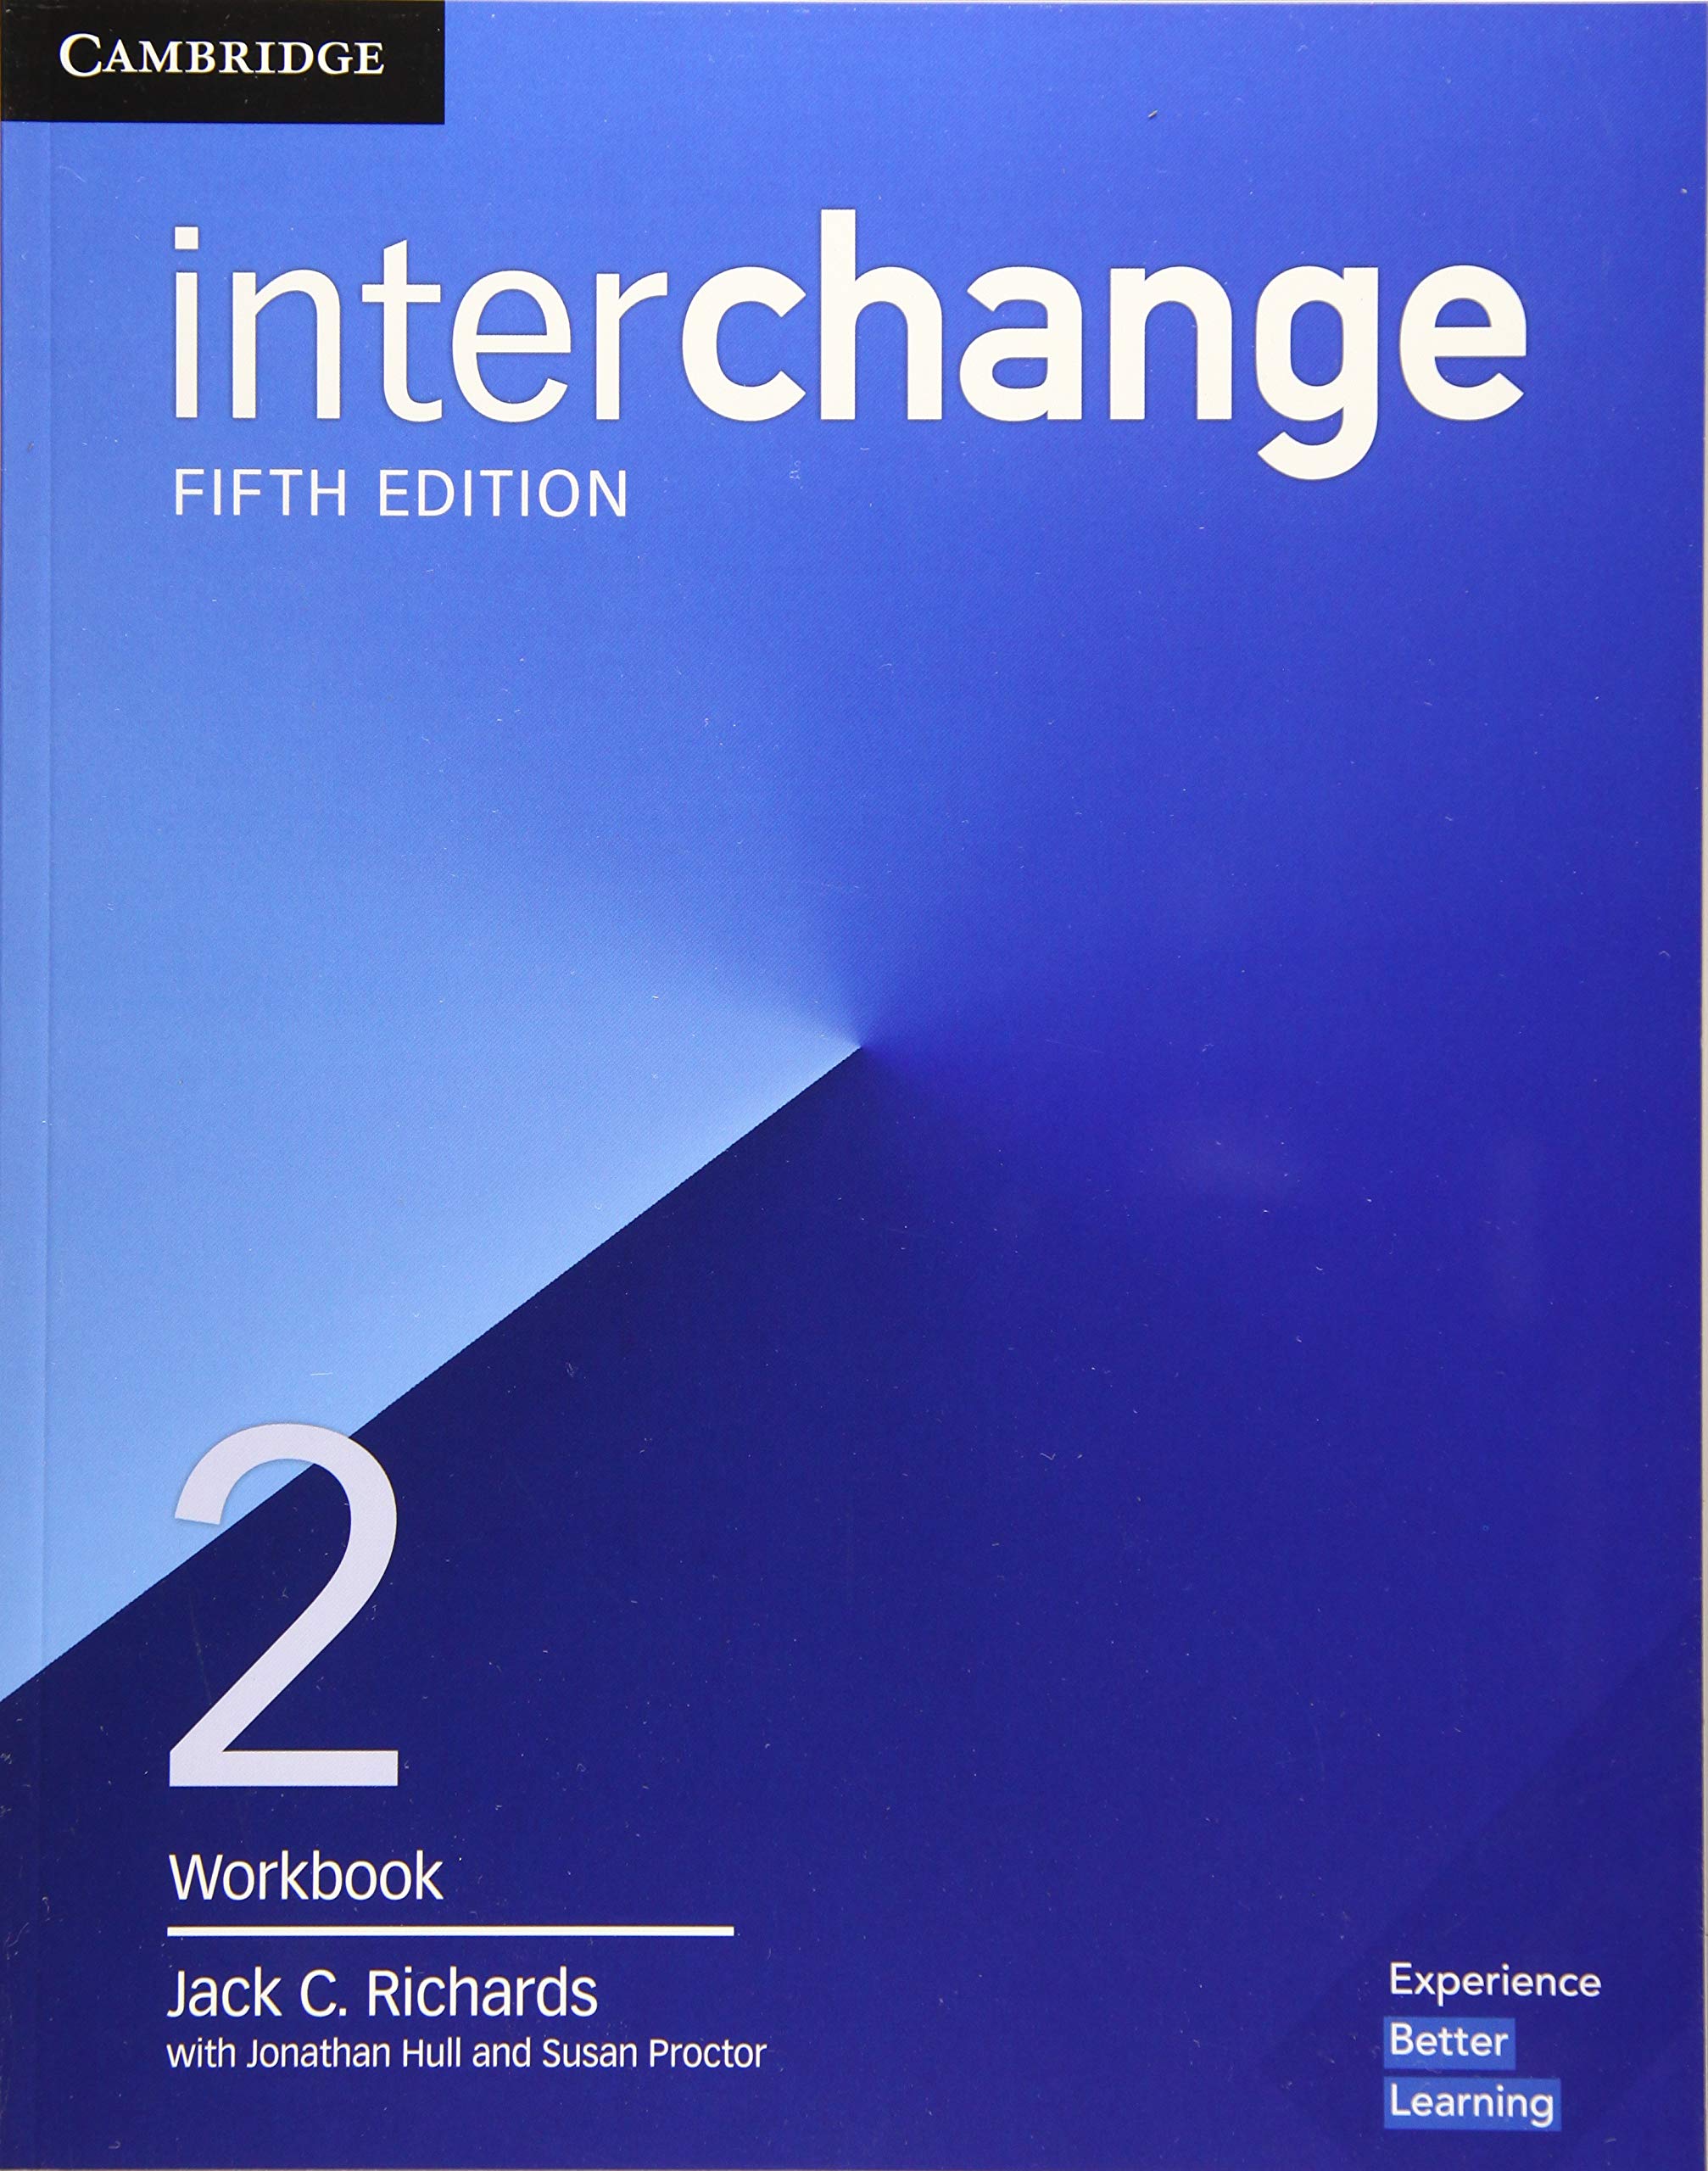 CAMBRIDGE
interchange
FIFTH EDITION
2
Workbook
Jack C. Richards
with Jonathan Hull and Susan Proctor
Experience
Better
Learning